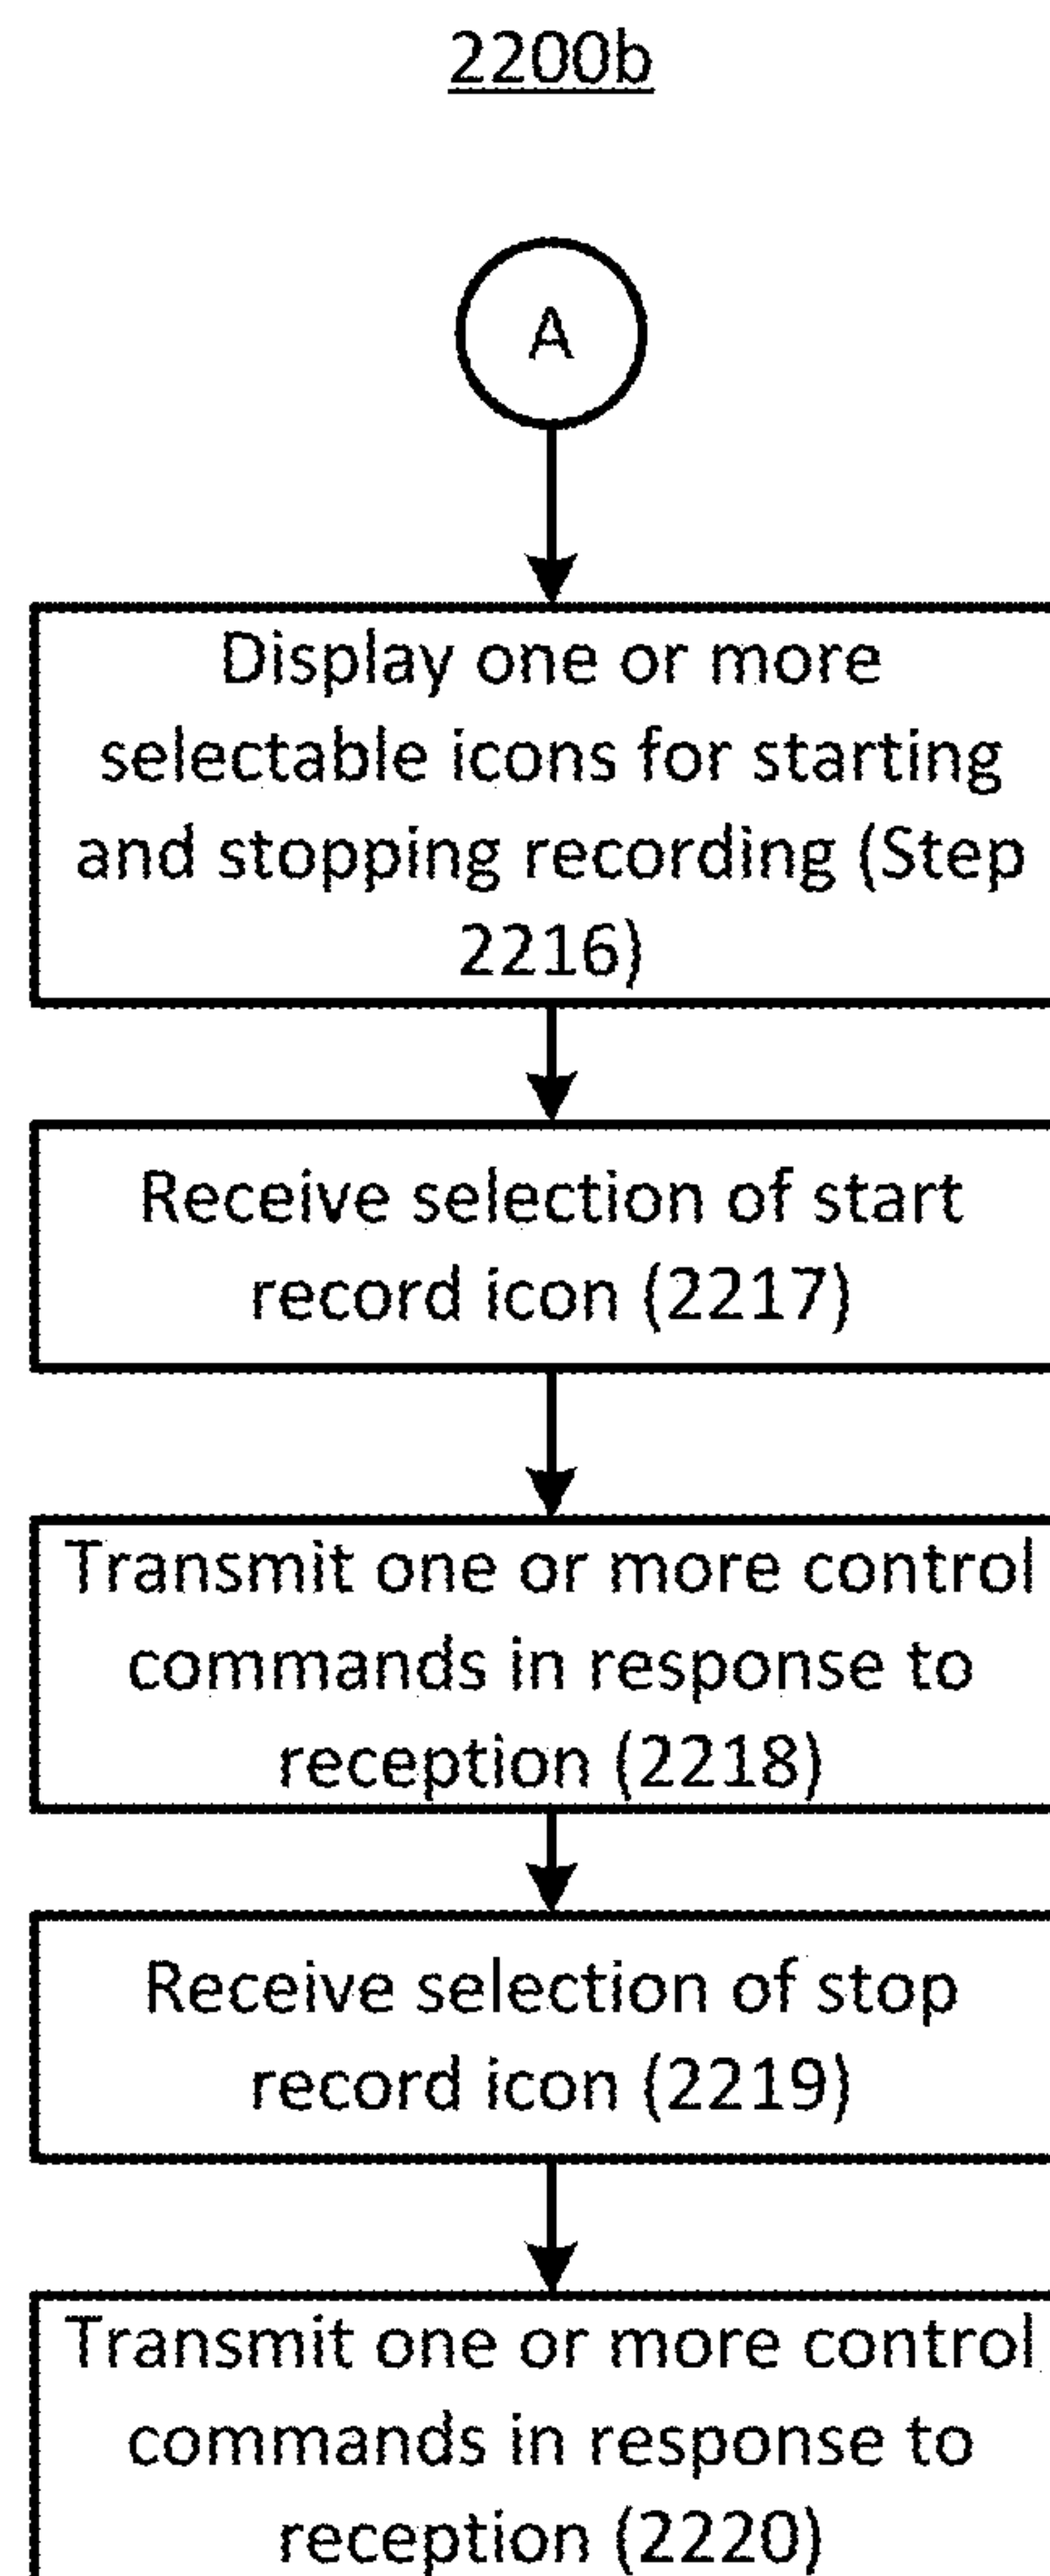 2200b
A
Display one or more
selectable icons for starting
and stopping recording (Step
2216)
Receive selection of start
record icon (2217)
Transmit one or more control
commands in response to
reception (2218)
Receive selection of stop
record icon (2219)
Transmit one or more control
commands in response to
reception (2220)